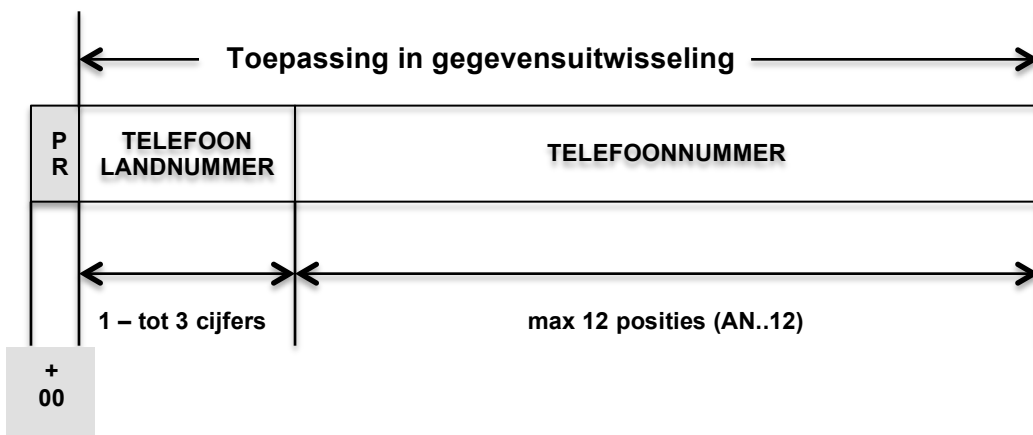 Toepassing in gegevensuitwisseling
P
R
TELEFOON
LANDNUMMER
TELEFOONNUMMER
1 – tot 3 cijfers
max 12 posities (AN..12)
+
00